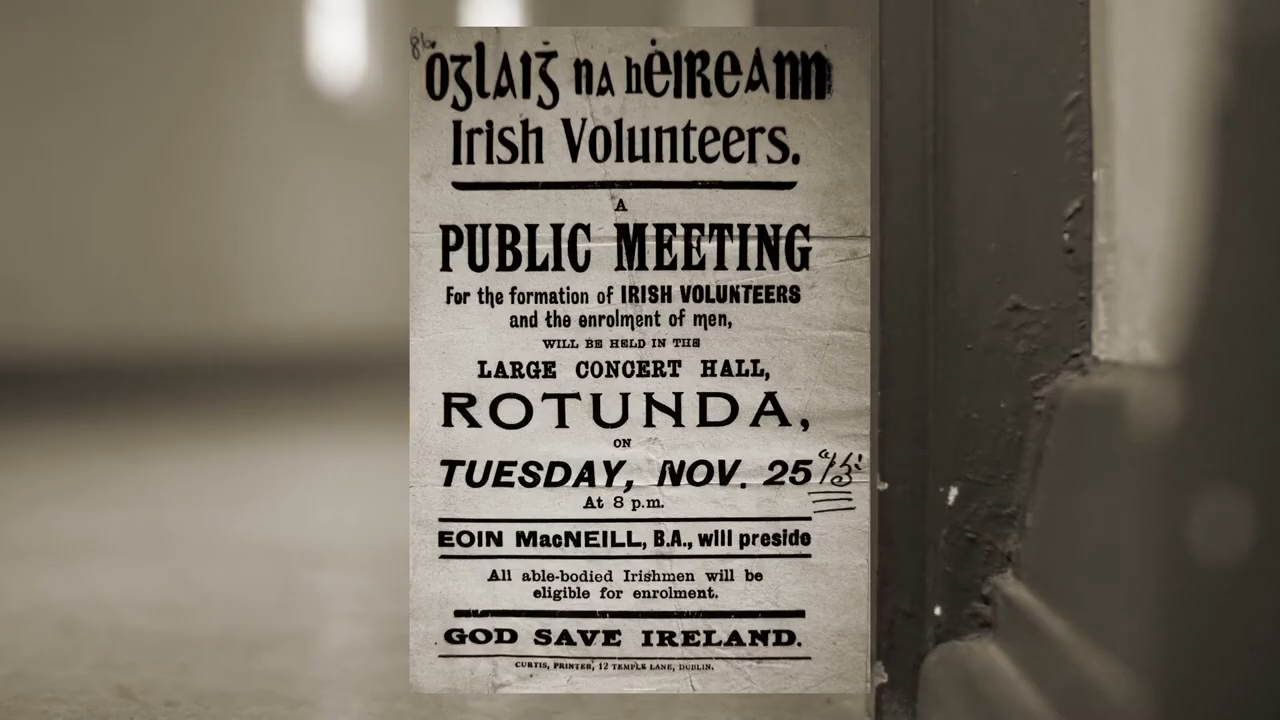 Óglaiġ na hÉireann
Irish Volunteers.
A
PUBLIC MEETING
For the formation of IRISH VOLUNTEERS
and the enrolment of men,
WILL BE HELD IN THE
LARGE CONCERT HALL,
ROTUNDA,
ON
TUESDAY, NOV. 25
At 8 p.m.
EOIN MacNEILL, B.A., will preside
All able-bodied Irishmen will be
eligible for enrolment.
GOD SAVE IRELAND.
CURTIS, PRINTER, 12 TEMPLE LANE, DUBLIN.